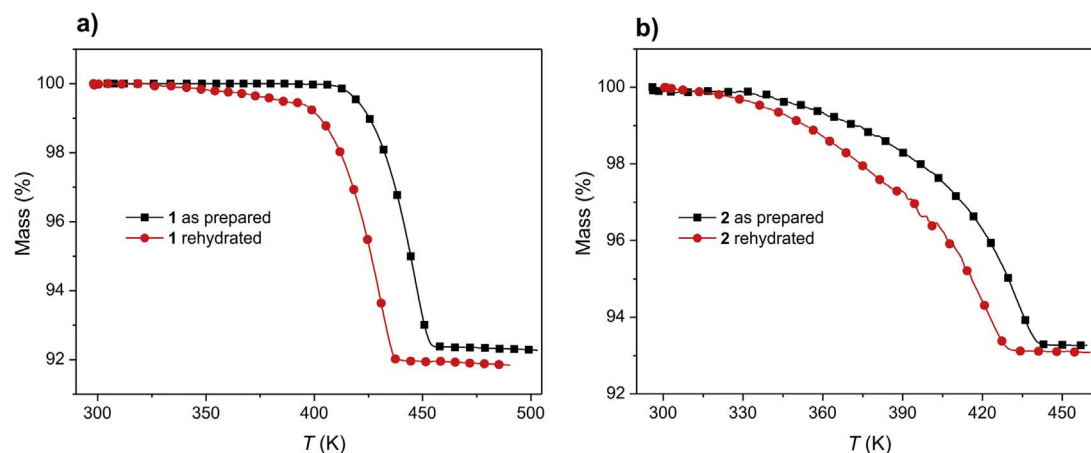 a)
100
98
96
94
92
Mass (%)
1 as prepared
1 rehydrated
300
350
400
450
500
T (K)
b)
100
98
96
94
92
Mass (%)
2 as prepared
2 rehydrated
300
330
360
390
420
450
T (K)